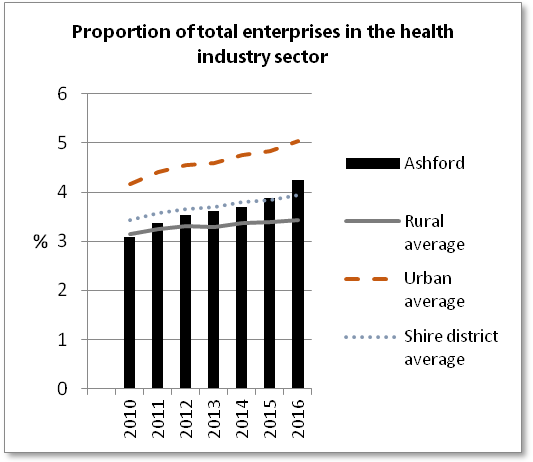 Proportion of total enterprises in the health
industry sector
6
5
4
3
2
1
0
%
2010
2011
2012
2013
2014
2015
2016
Ashford
Rural
average
Urban
average
Shire district
average